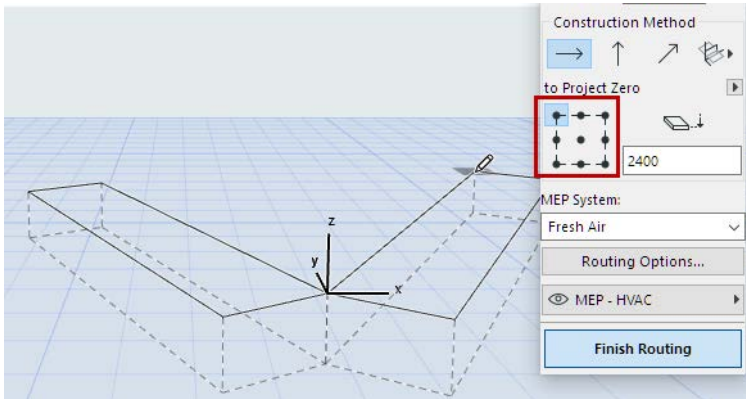 Construction Method
to Project Zero
2400
MEP System:
Fresh Air
Routing Options...
MEP - HVAC
Finish Routing
z
y
x